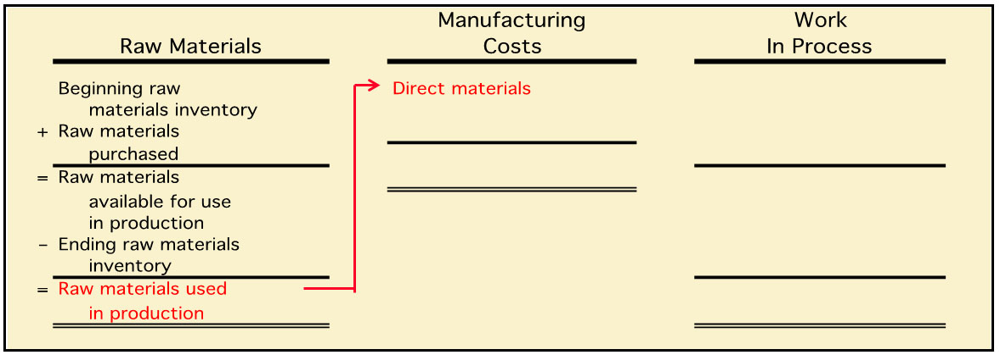 Raw Materials
Beginning raw
materials inventory
+ Raw materials
purchased
= Raw materials
available for use
in production
– Ending raw materials
inventory
= Raw materials used
in production
Manufacturing
Costs
Direct materials
Work
In Process